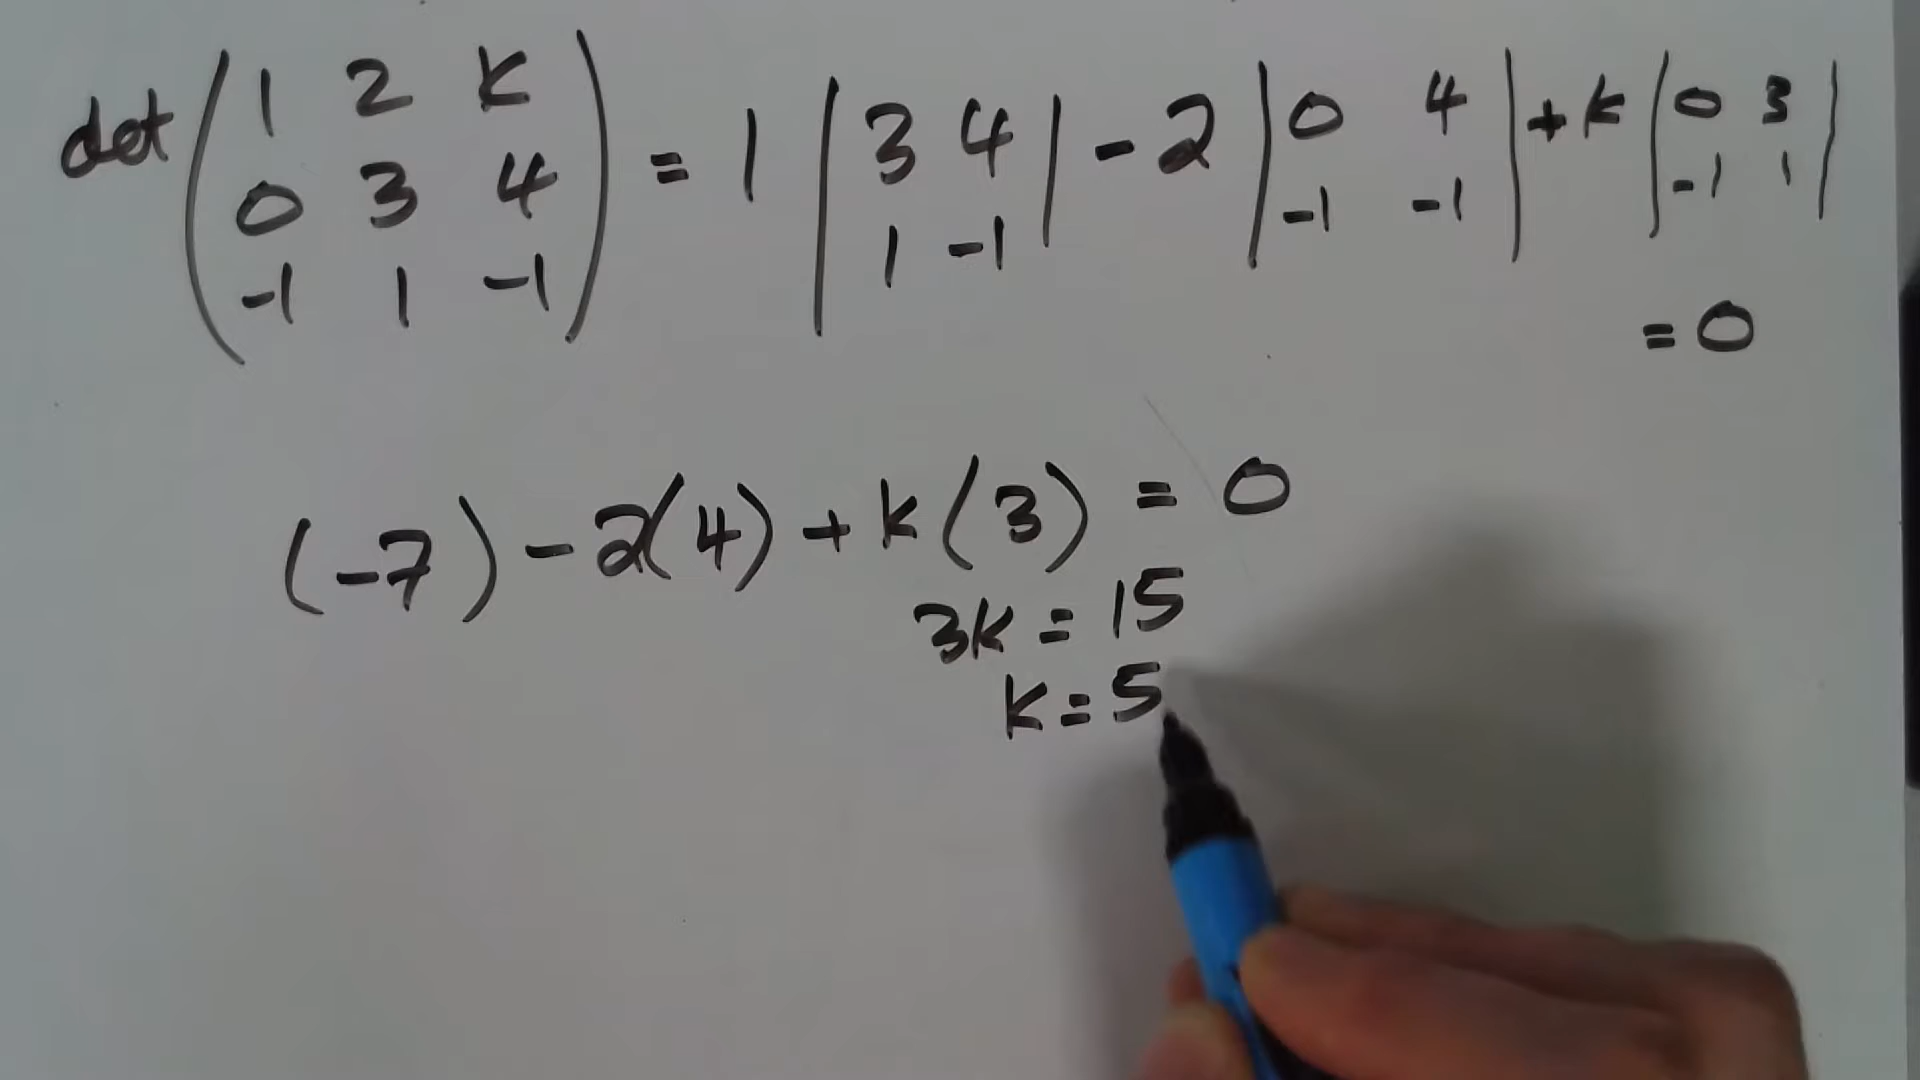 det ( 1 2 k = 1 | 3 4 | - 2 | 0 4 | + k | 0 3 |
0 3 4
-1 1 -1 ) | 1 -1 | | -1 -1 | | -1 1 |
= 0
(-7) - 2(4) + k(3) = 0
3k = 15
k = 5